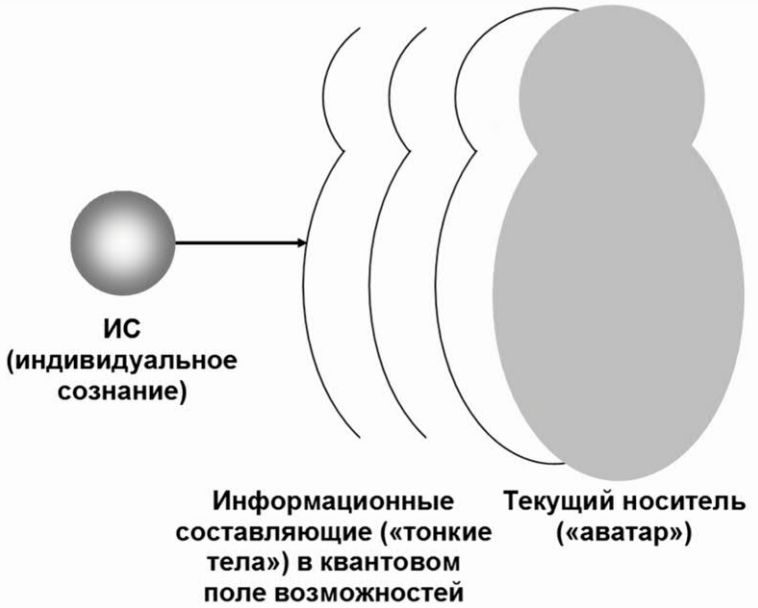 ИС
(индивидуальное
сознание)
Информационные
составляющие («тонкие
тела») в квантовом
поле возможностей
Текущий носитель
(«аватар»)